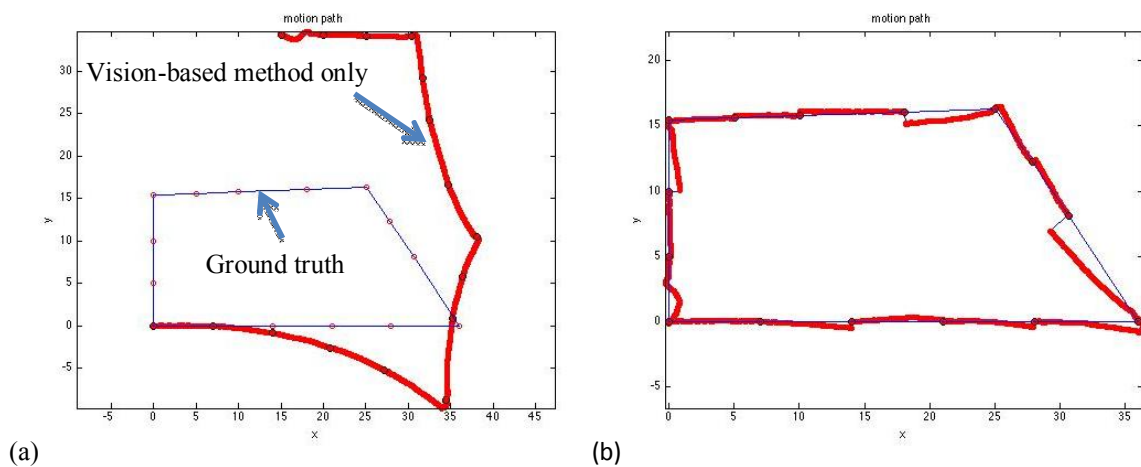 motion path
Vision-based method only
Ground truth
y
30
25
20
15
10
5
0
-5
-5 0 5 10 15 20 25 30 35 40 45
x
(a)
motion path
y
20
15
10
5
0
-5
0 5 10 15 20 25 30 35
x
(b)